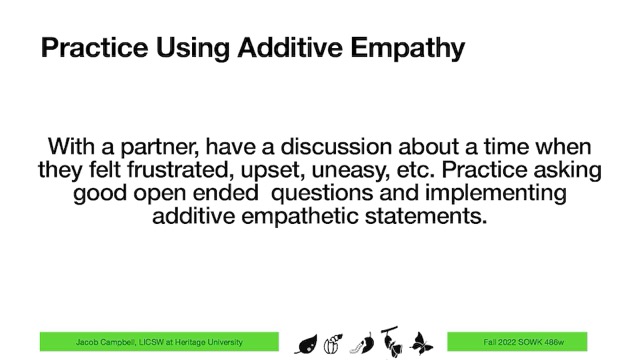 Practice Using Additive Empathy
With a partner, have a discussion about a time when
they felt frustrated, upset, uneasy, etc. Practice asking
good open ended  questions and implementing
additive empathetic statements.
Jacob Campbell, LICSW at Heritage University
Fall 2022 SOWK 486w